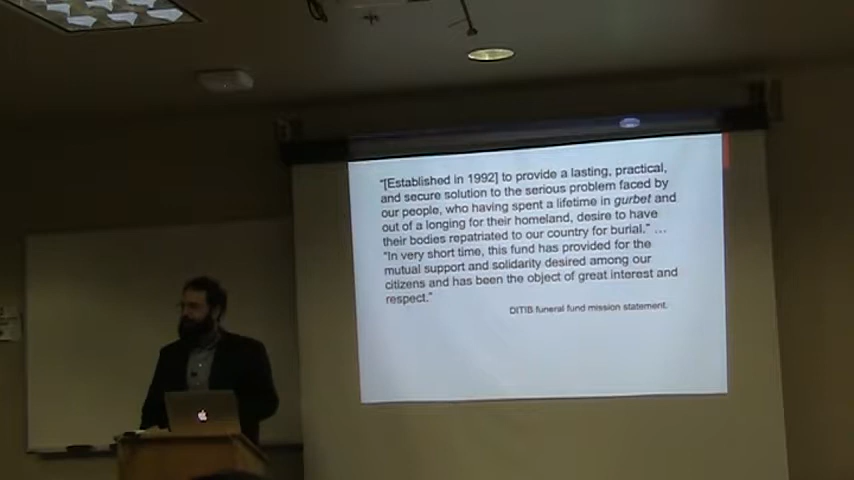 "[Established in 1992] to provide a lasting, practical,
and secure solution to the serious problem faced by
our people, who having spent a lifetime in gurbet and
out of a longing for their homeland, desire to have
their bodies repatriated to our country for burial." ...
"In very short time, this fund has provided for the
mutual support and solidarity desired among our
citizens and has been the object of great interest and
respect."
DITIB funeral fund mission statement.